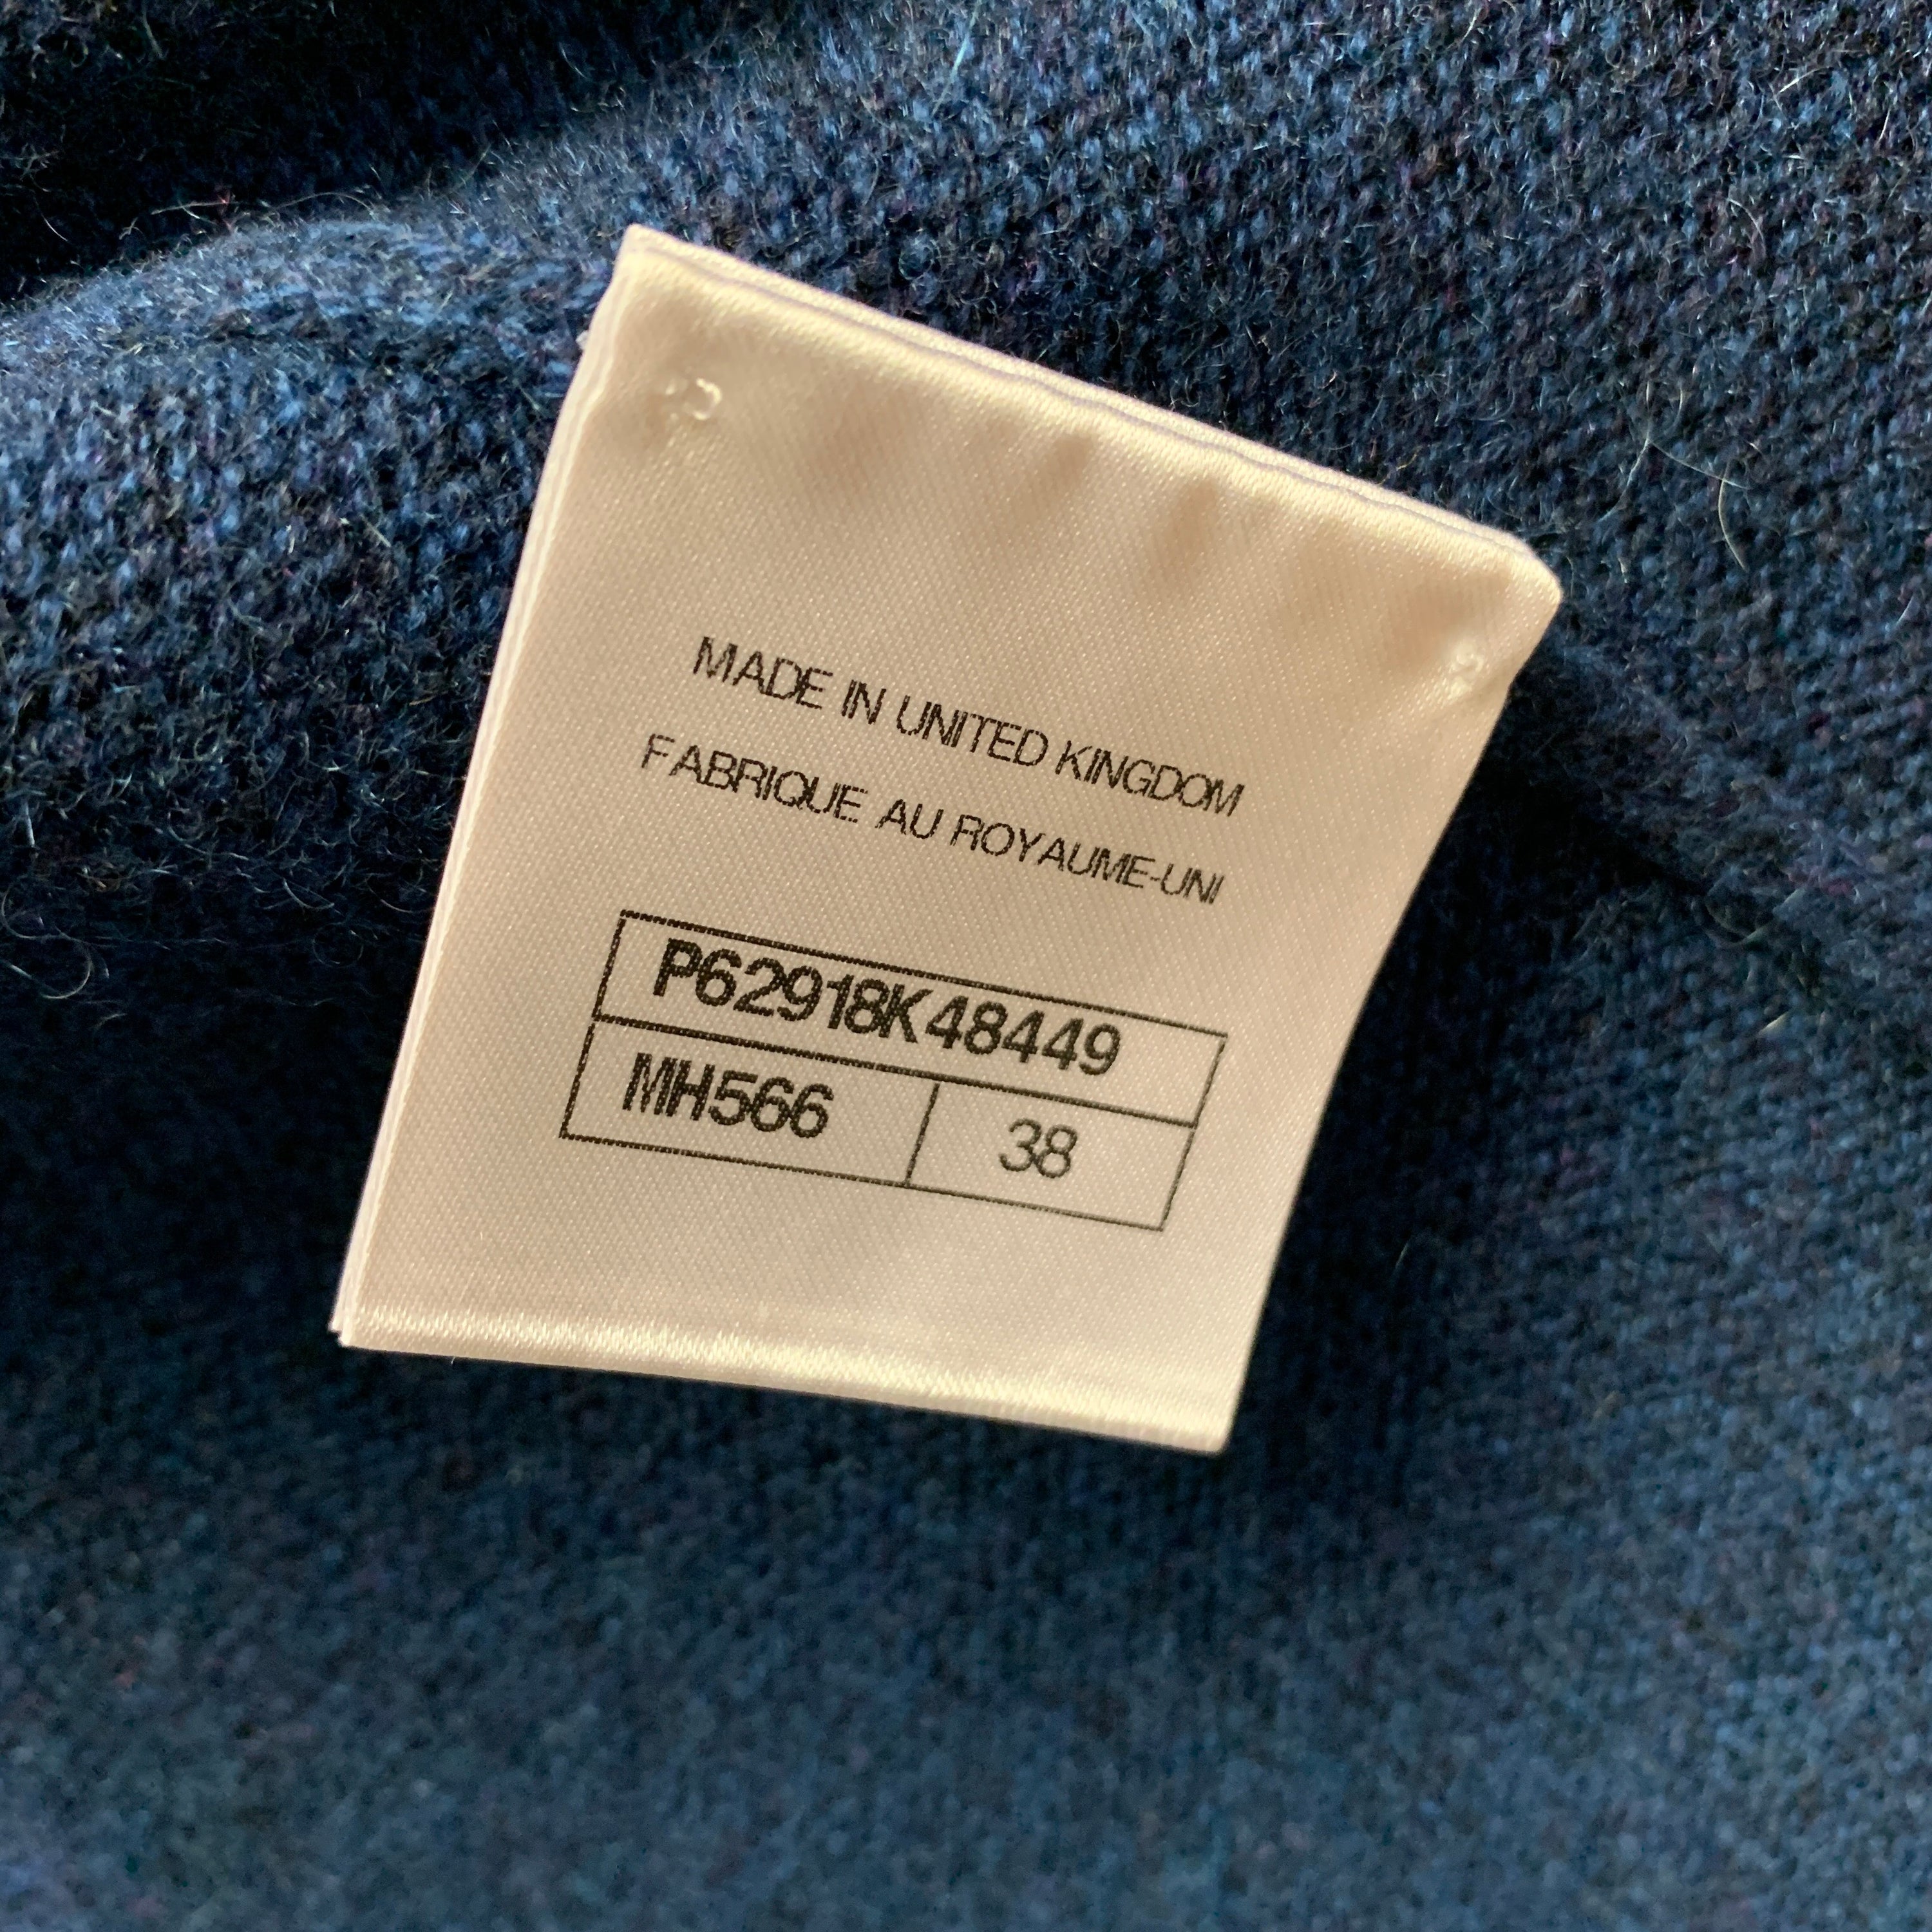 MADE IN UNITED KINGDOM
FABRIQUE AU ROYAUME-UNI
P62918K48449
MH566 38